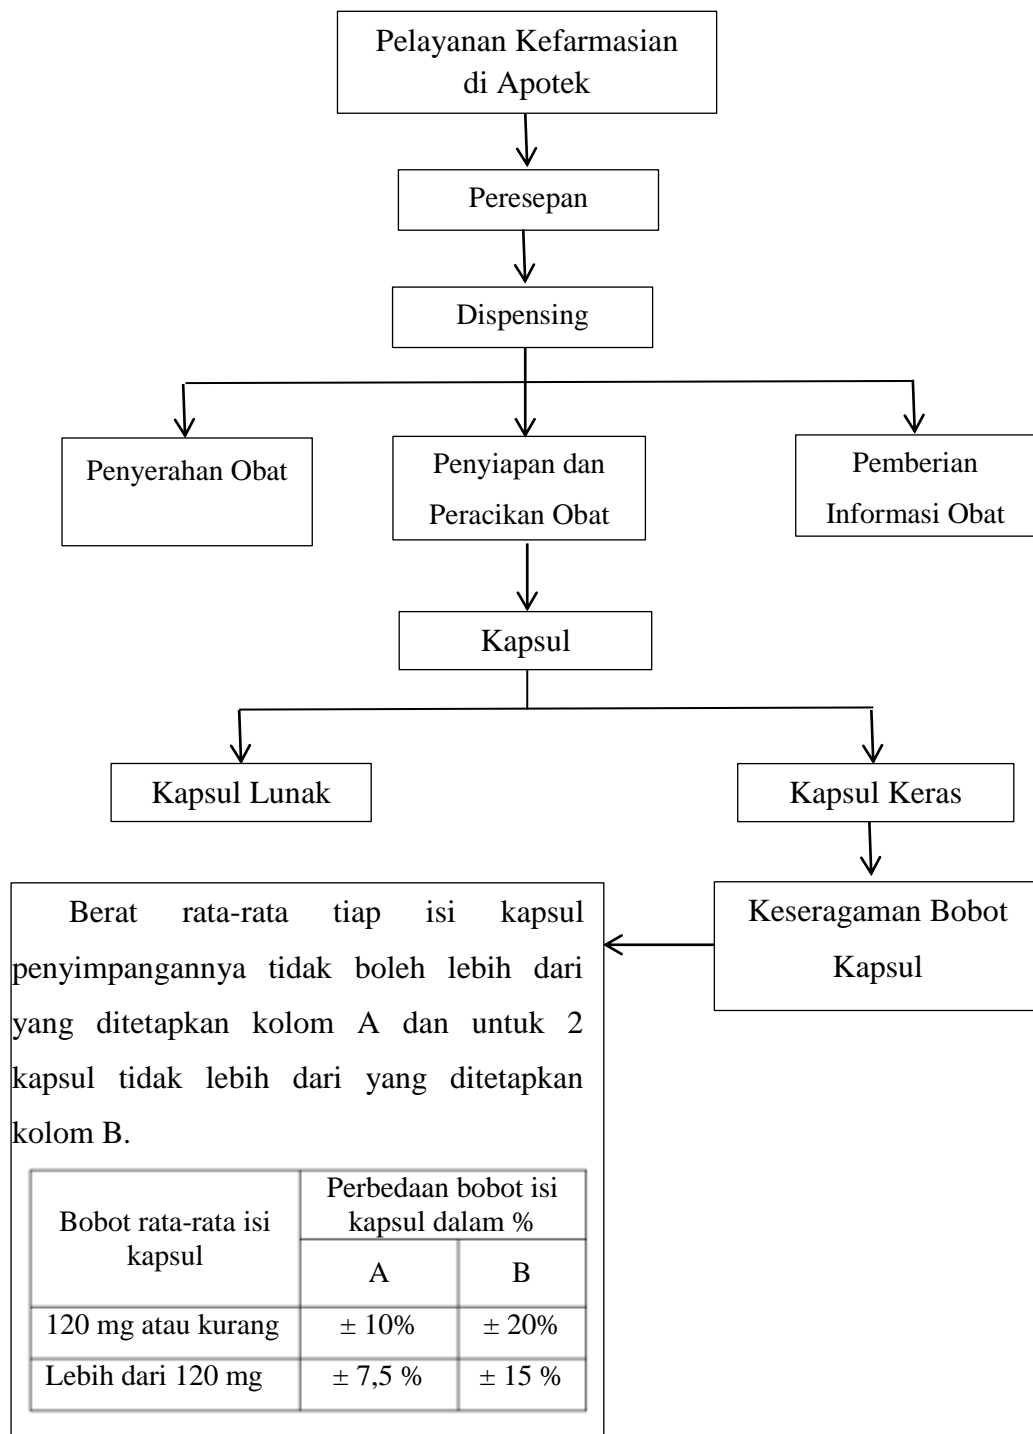 Pelayanan Kefarmasian
di Apotek
Peresepan
Dispensing
Penyerahan Obat
Penyiapan dan
Peracikan Obat
Pemberian
Informasi Obat
Kapsul
Kapsul Lunak
Kapsul Keras
Keseragaman Bobot
Kapsul
Berat rata-rata tiap isi kapsul
penyimpangannya tidak boleh lebih dari
yang ditetapkan kolom A dan untuk 2
kapsul tidak lebih dari yang ditetapkan
kolom B.
Bobot rata-rata isi
kapsul
Perbedaan bobot isi
kapsul dalam %
A B
120 mg atau kurang ± 10% ± 20%
Lebih dari 120 mg ± 7,5 % ± 15 %